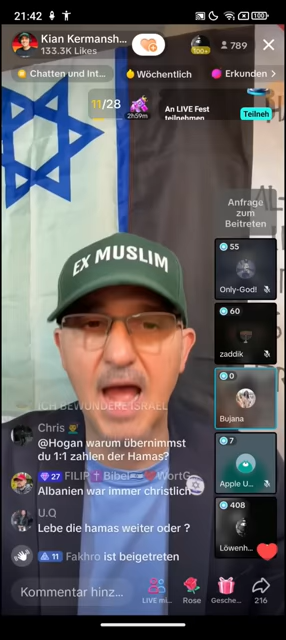 21:42
100
Kian Kermansh...
133.3K Likes
100+
789
Chatten und Int...
Wöchentlich
Erkunden
11/28
2h59m
An LIVE Fest
teilnehmen
Teilneh
Anfrage
zum
Beitreten
EX MUSLIM
55
Only-God!
60
zaddik
0
Bujana
7
Apple U...
408
Löwenh...
ICH BEWUNDERE ISRAEL
Chris
@Hogan warum übernimmst
du 1:1 zahlen der Hamas?
27 FILIP Bibel WortG
Albanien war immer christlich
U.Q
Lebe die hamas weiter oder ?
11 Fakhro ist beigetreten
Kommentar hinz...
LIVE mi...
Rose
Gesche...
216